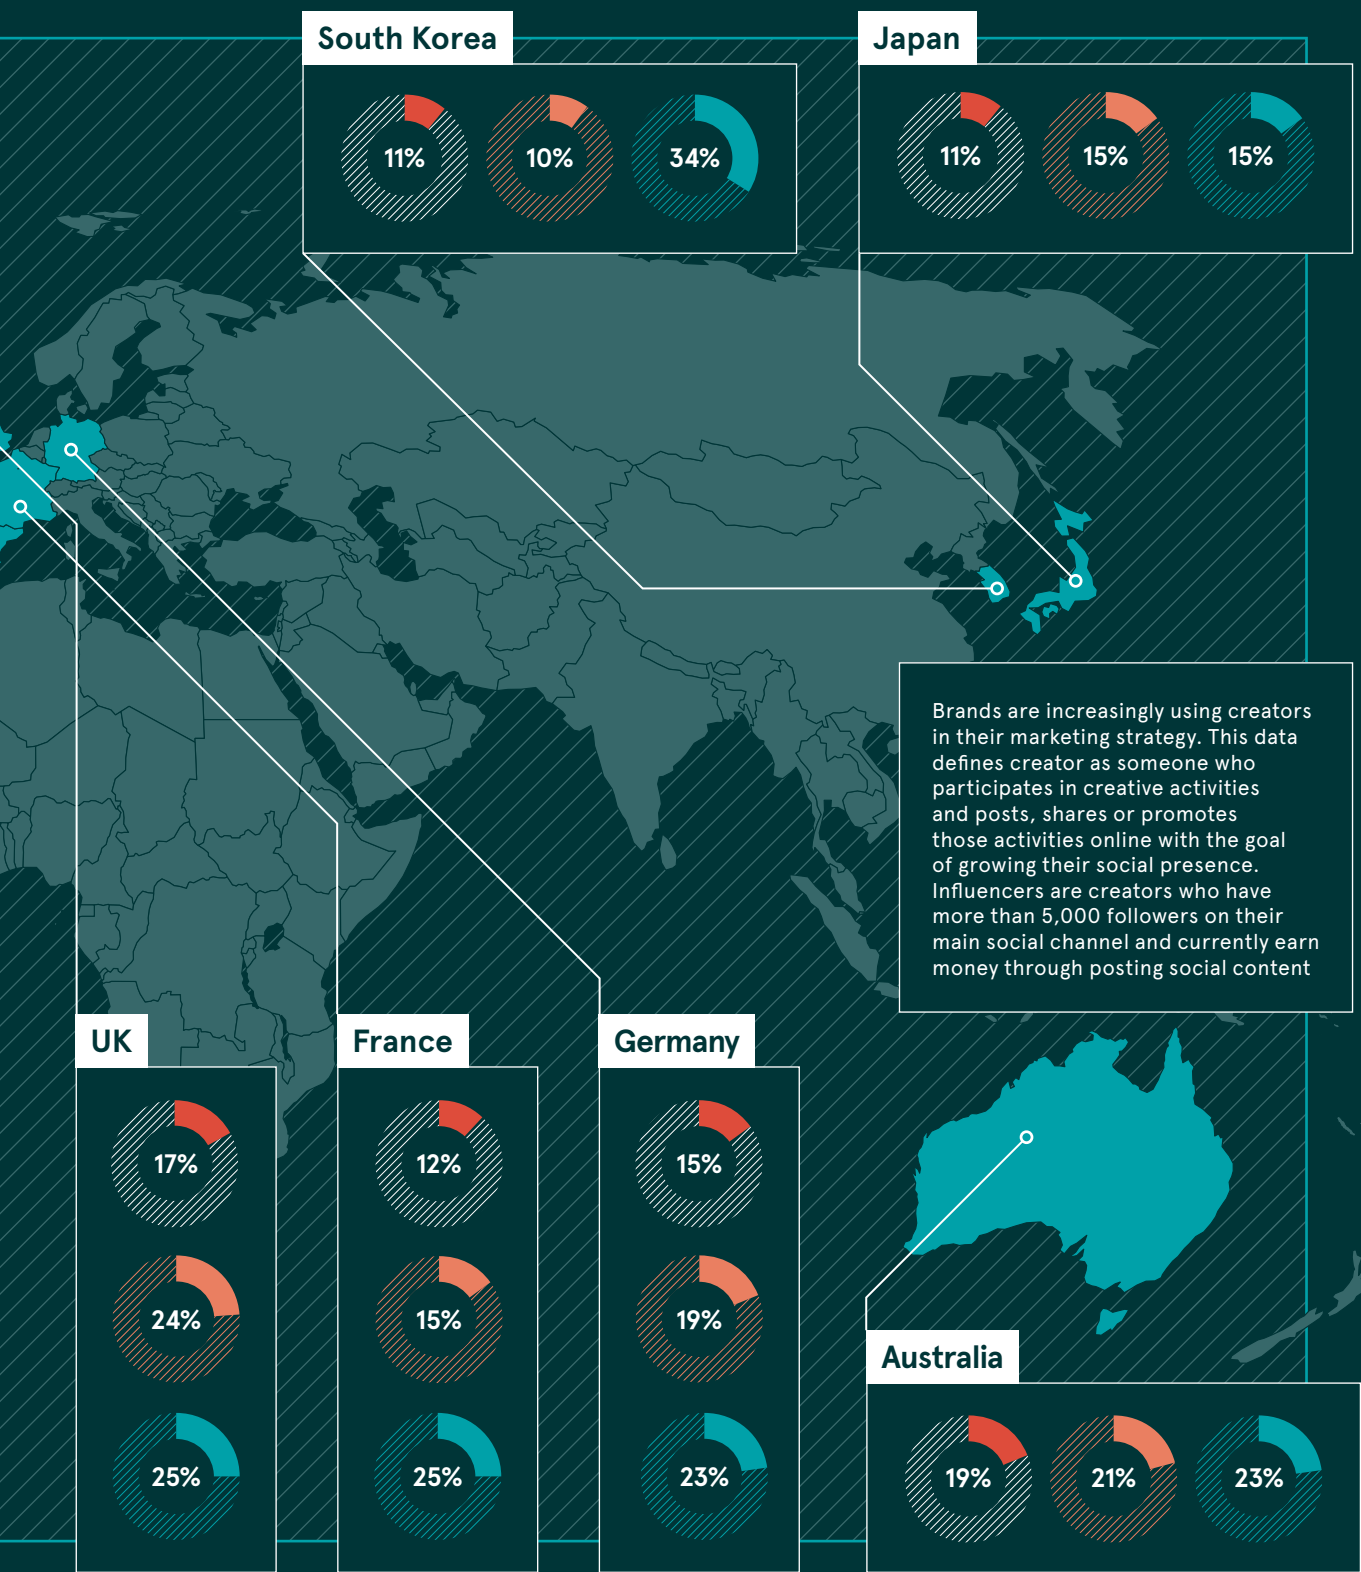 South Korea
11%
10%
34%
Japan
11%
15%
15%
Brands are increasingly using creators
in their marketing strategy. This data
defines creator as someone who
participates in creative activities
and posts, shares or promotes
those activities online with the goal
of growing their social presence.
Influencers are creators who have
more than 5,000 followers on their
main social channel and currently earn
money through posting social content
UK
17%
24%
25%
France
12%
15%
25%
Germany
15%
19%
23%
Australia
19%
21%
23%